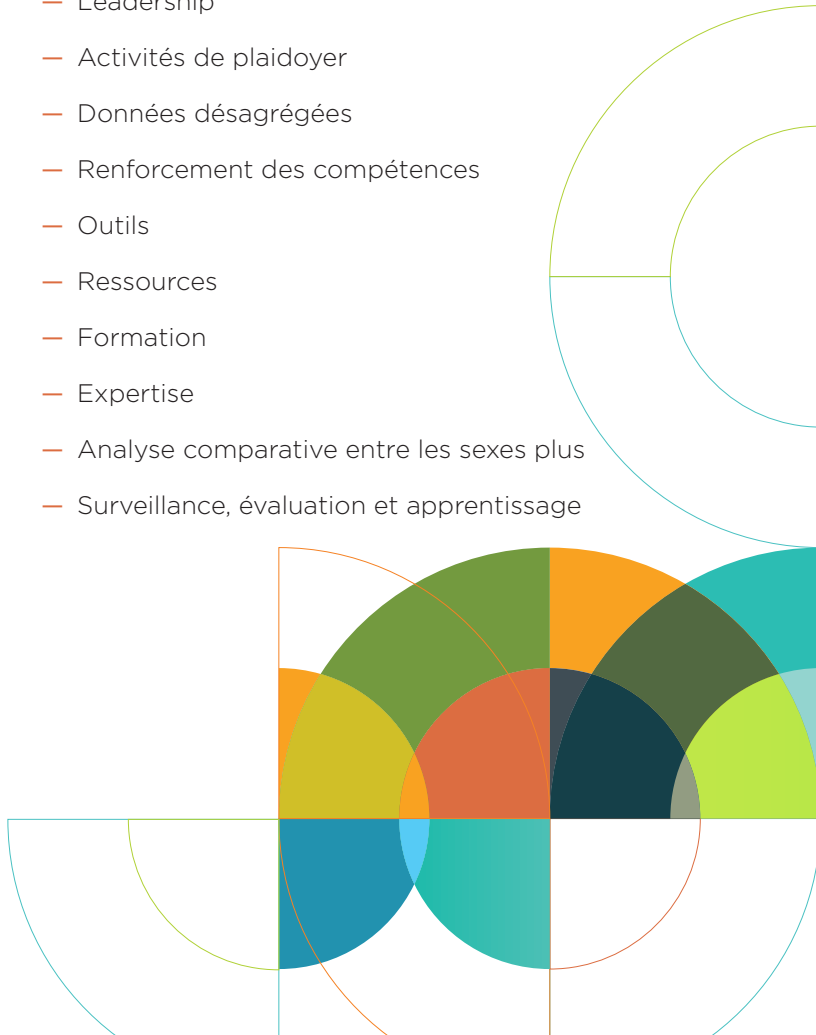 — Leadership
— Activités de plaidoyer
— Données désagrégées
— Renforcement des compétences
— Outils
— Ressources
— Formation
— Expertise
— Analyse comparative entre les sexes plus
— Surveillance, évaluation et apprentissage